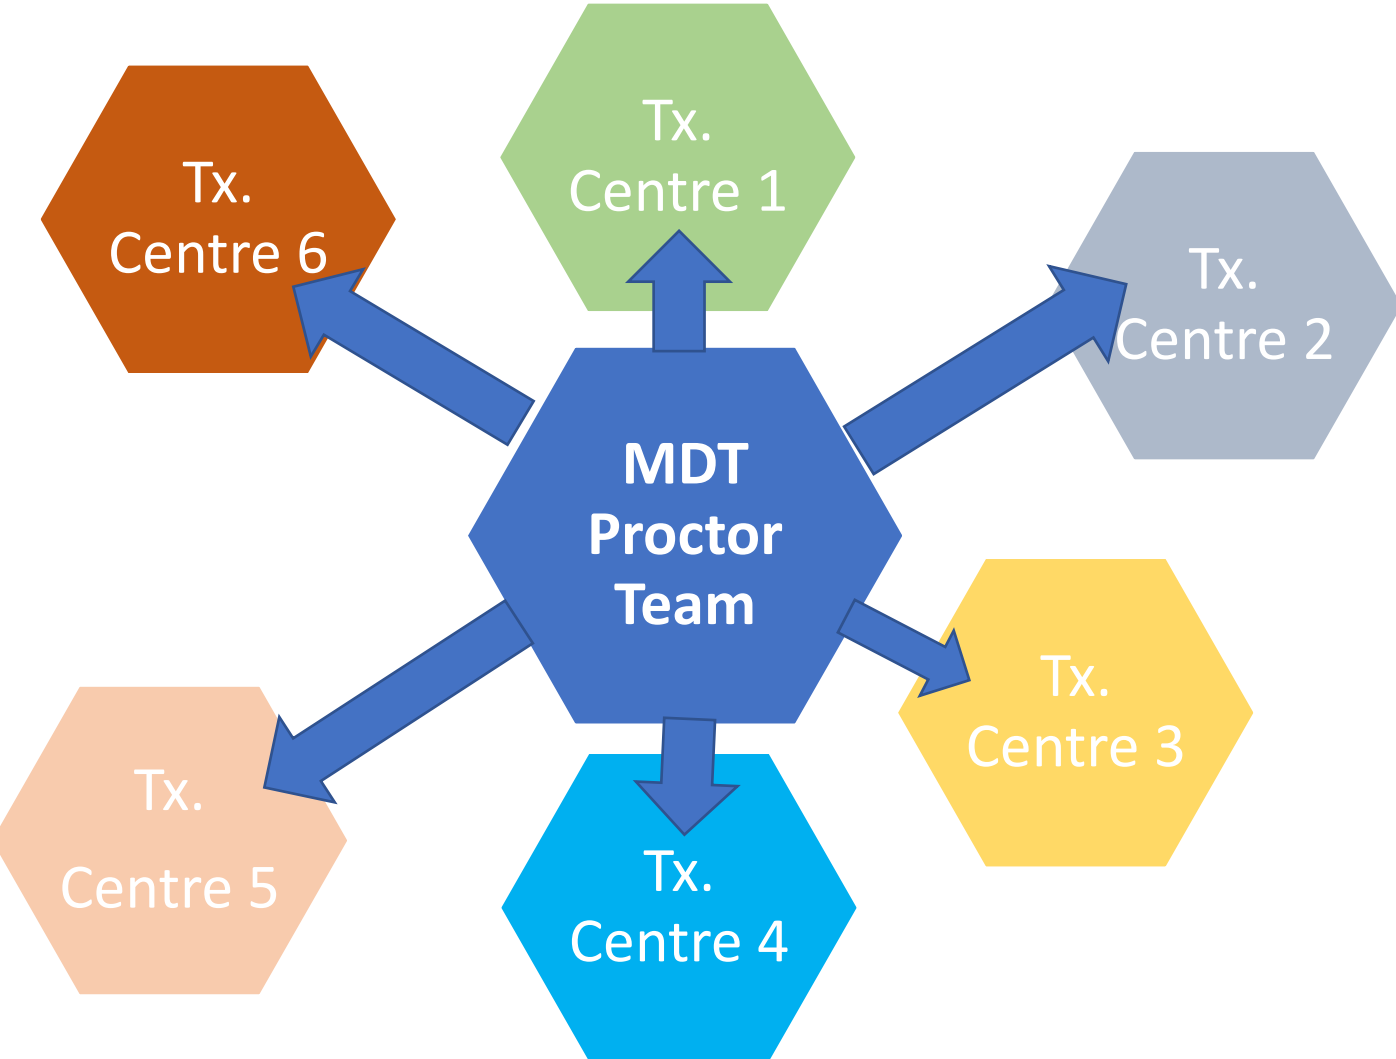 Tx.
Centre 1
Tx.
Centre 6
Tx.
Centre 2
MDT
Proctor
Team
Tx.
Centre 3
Tx.
Centre 5
Tx.
Centre 4